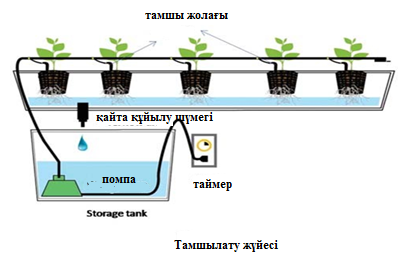 тамшы жолағы
қайта құйылу шүмегі
помпа
таймер
Storage tank
Тамшылату жүйесі